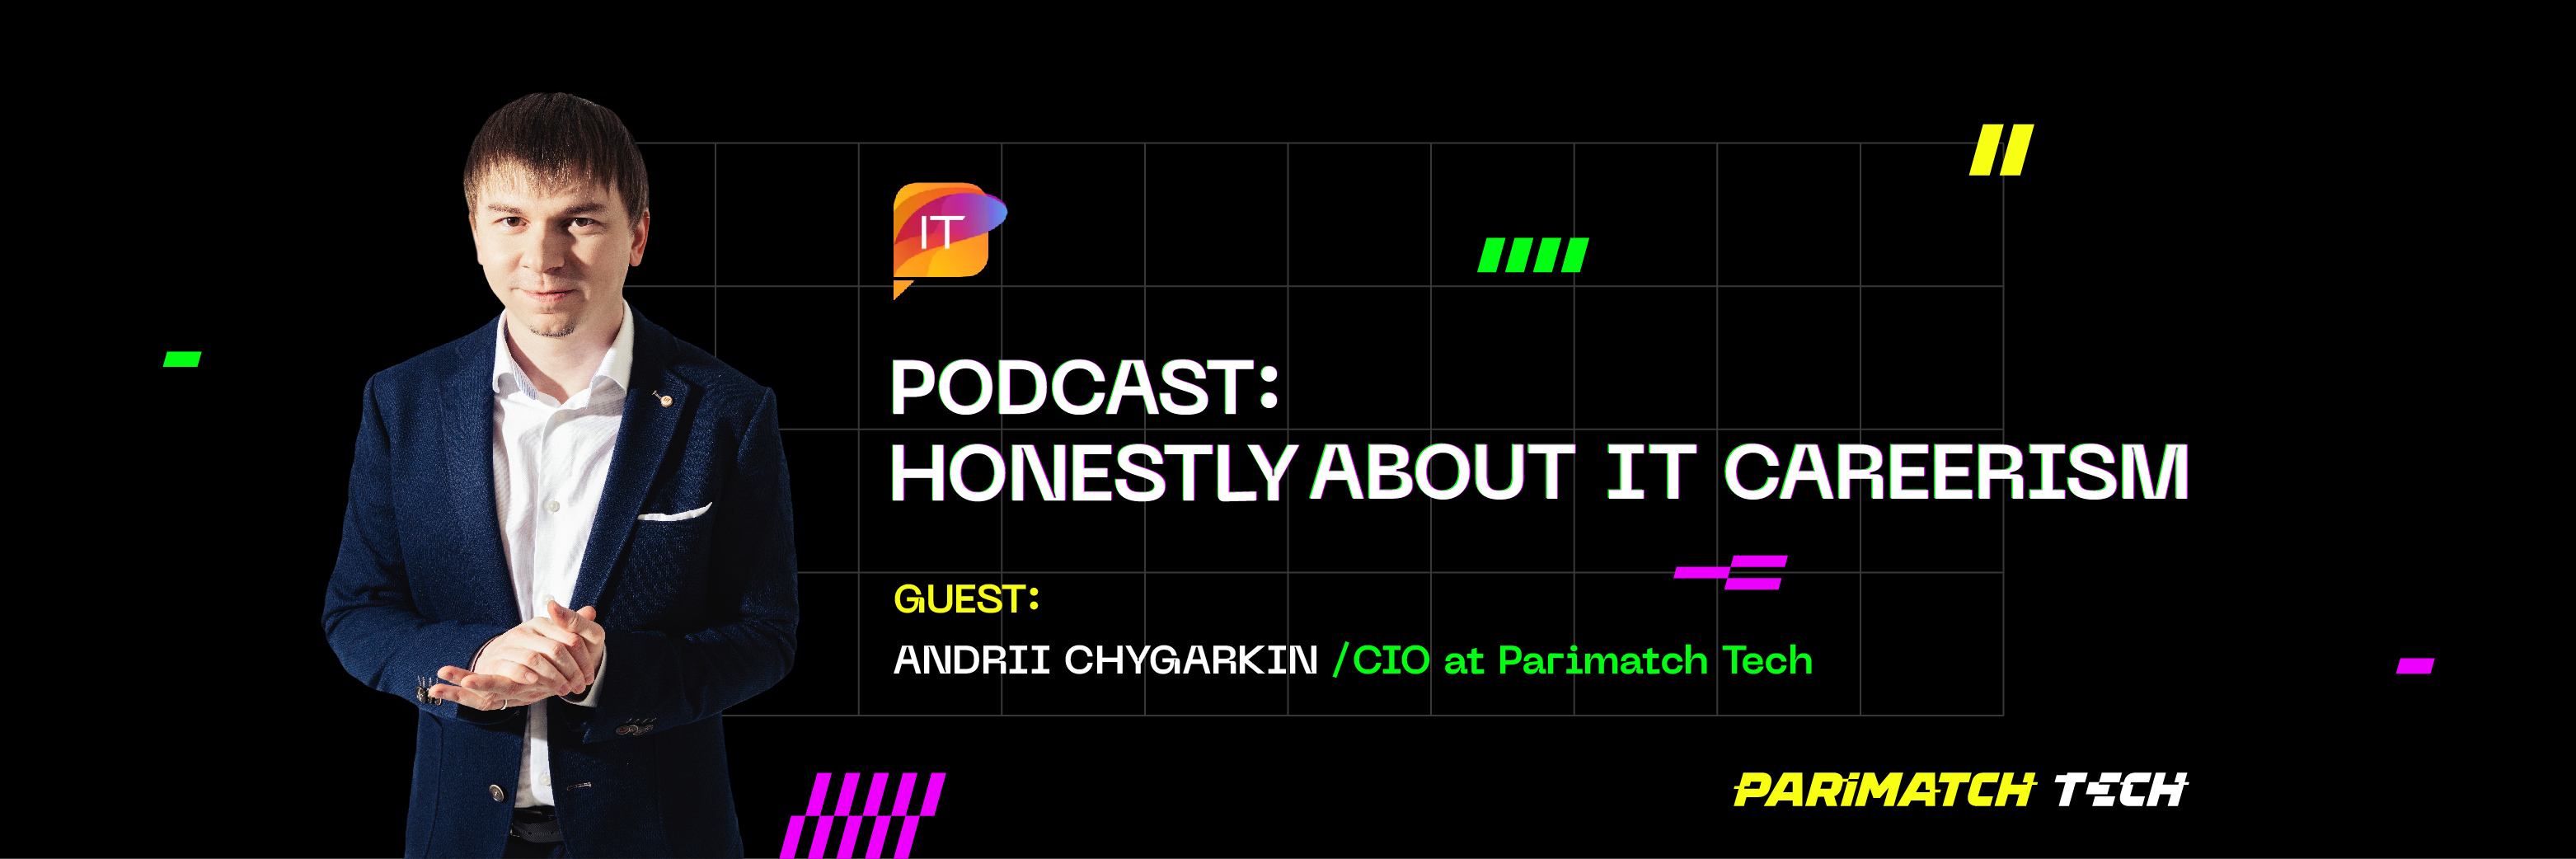 IT
PODCAST:
HONESTLY ABOUT IT CAREERISM
GUEST:
ANDRII CHYGARKIN /CIO at Parimatch Tech
PARIMATCH TECH